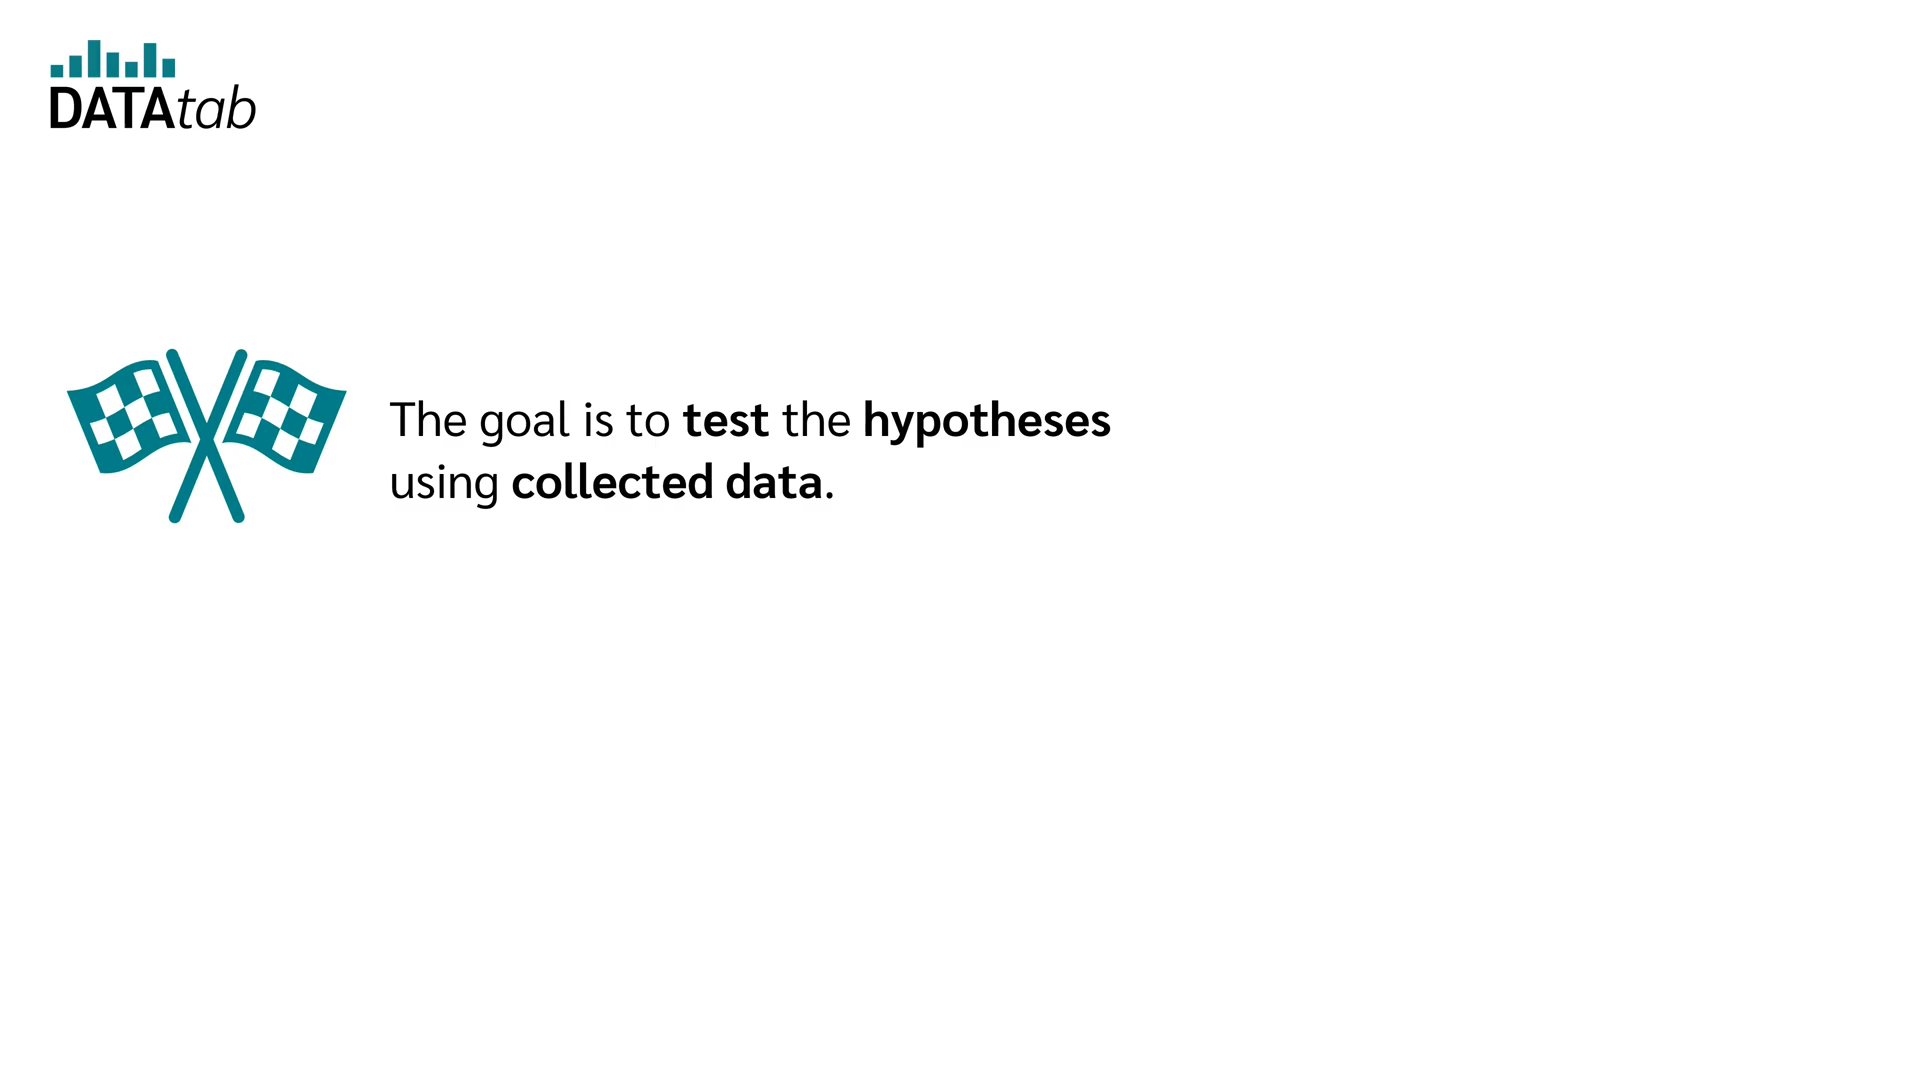 DATAtab
The goal is to test the hypotheses
using collected data.